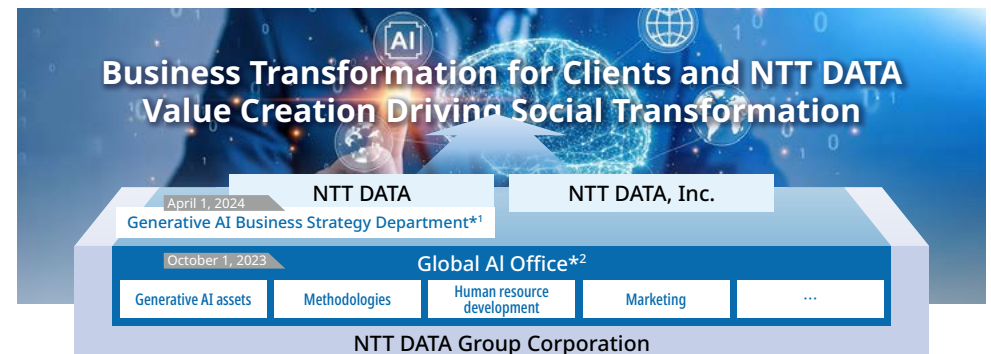 AI
Business Transformation for Clients and NTT DATA
Value Creation Driving Social Transformation
NTT DATA
NTT DATA, Inc.
April 1, 2024
Generative AI Business Strategy Department*1
October 1, 2023
Global AI Office*2
Generative AI assets
Methodologies
Human resource
development
Marketing
...
NTT DATA Group Corporation